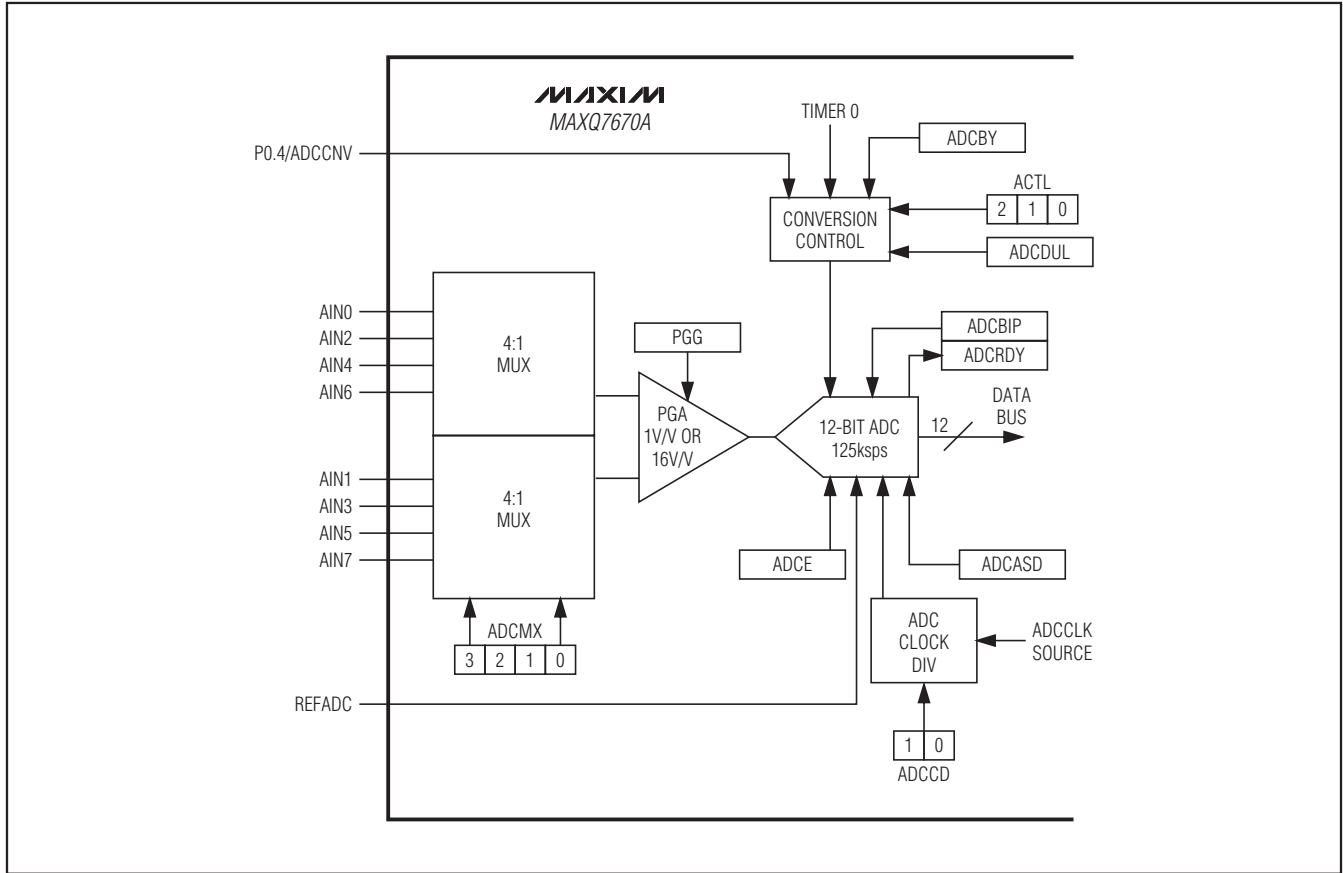 MAXIM
MAXQ7670A
TIMER 0
P0.4/ADCCNV
ADCBY
ACTL
2 1 0
CONVERSION
CONTROL
ADCDUL
AIN0
AIN2
AIN4
AIN6
4:1
MUX
PGG
ADCBIP
ADCRDY
PGA
1V/V OR
16V/V
12-BIT ADC
125ksps
12
DATA
BUS
AIN1
AIN3
AIN5
AIN7
4:1
MUX
ADCE
ADCASD
ADCMX
3 2 1 0
ADC
CLOCK
DIV
ADCCLK
SOURCE
REFADC
1 0
ADCCD